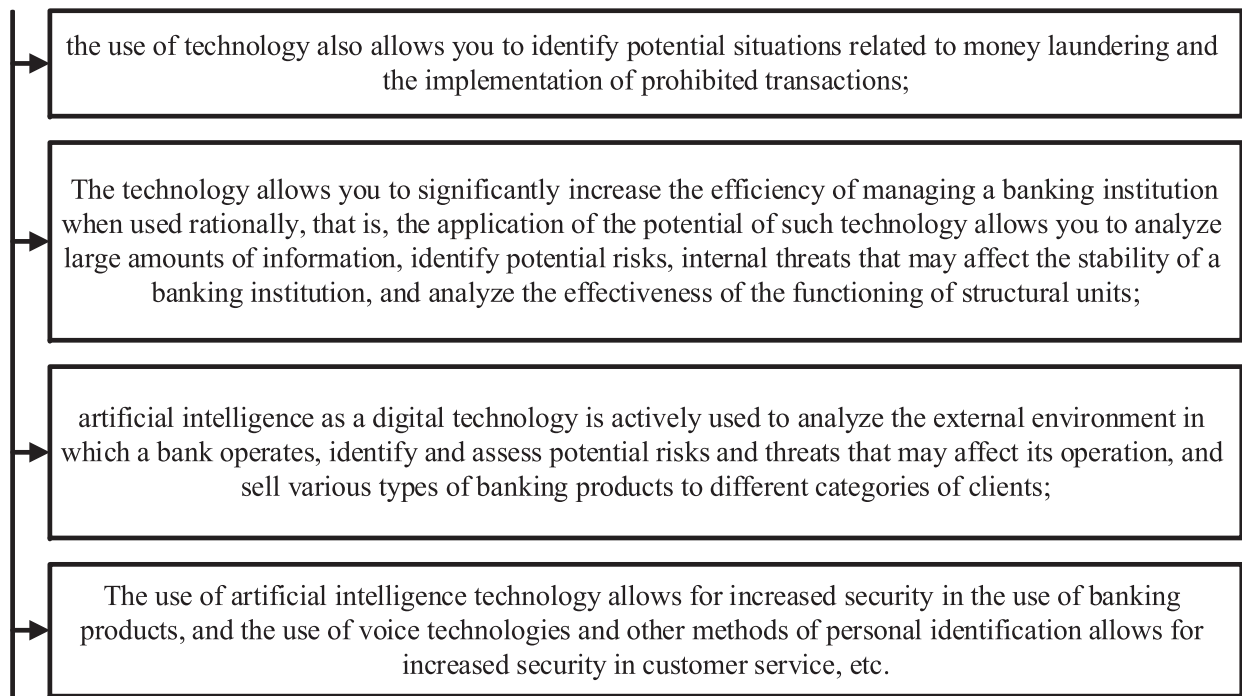 the use of technology also allows you to identify potential situations related to money laundering and
the implementation of prohibited transactions;
The technology allows you to significantly increase the efficiency of managing a banking institution
when used rationally, that is, the application of the potential of such technology allows you to analyze
large amounts of information, identify potential risks, internal threats that may affect the stability of a
banking institution, and analyze the effectiveness of the functioning of structural units;
artificial intelligence as a digital technology is actively used to analyze the external environment in
which a bank operates, identify and assess potential risks and threats that may affect its operation, and
sell various types of banking products to different categories of clients;
The use of artificial intelligence technology allows for increased security in the use of banking
products, and the use of voice technologies and other methods of personal identification allows for
increased security in customer service, etc.